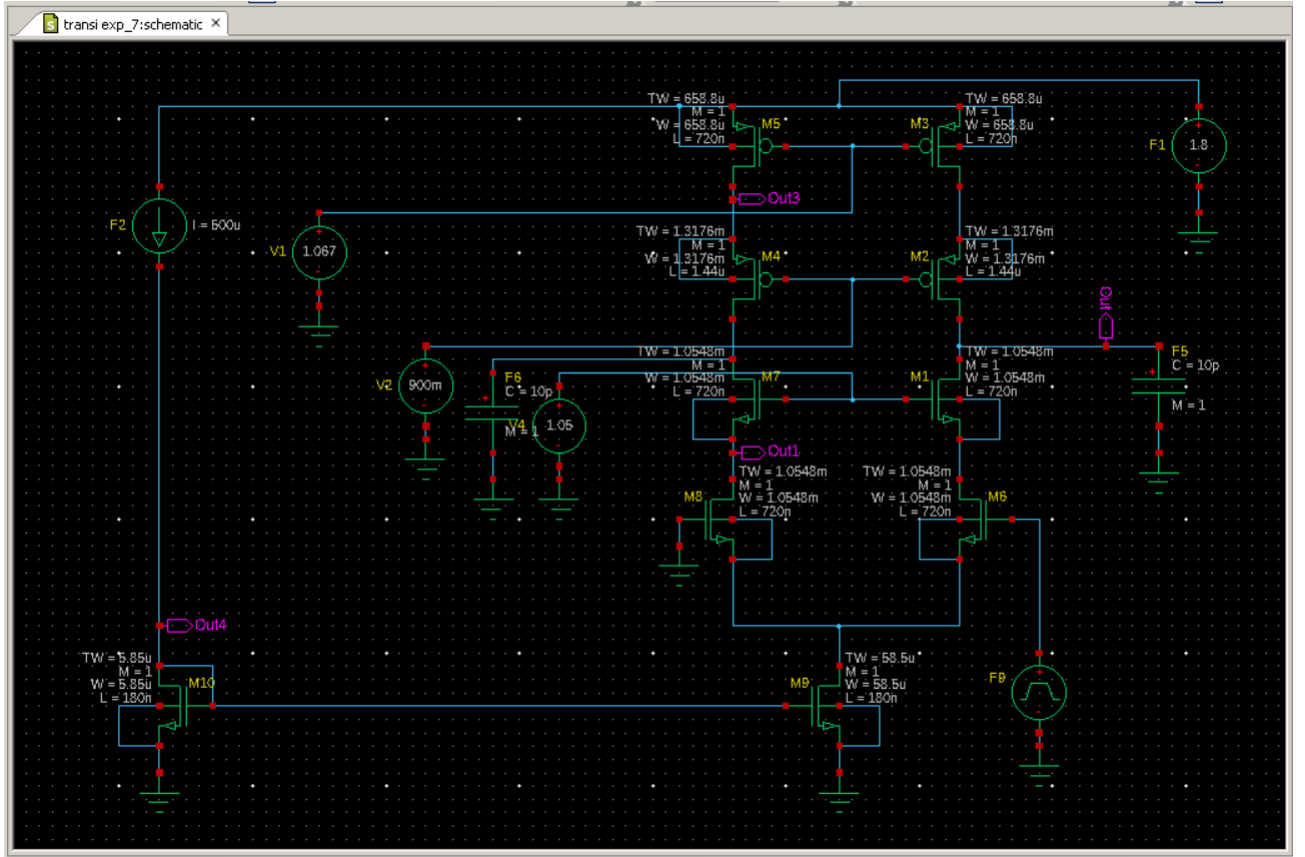 transi exp_7:schematic ×
TW = 658.8u
M = 1
W = 658.8u
L = 720n
M5
TW = 658.8u
M = 1
W = 658.8u
L = 720n
M3
F1
1.8
Out3
F2
I = 500u
V1
1.067
TW = 1.3176m
M = 1
W = 1.3176m
L = 1.44u
M4
TW = 1.3176m
M = 1
W = 1.3176m
L = 1.44u
M2
Out
TW = 1.0548m
M = 1
W = 1.0548m
L = 720n
M7
TW = 1.0548m
M = 1
W = 1.0548m
L = 720n
M1
F5
C = 10p
M = 1
V2
900m
F6
C = 10p
M = 1
V4
1.05
Out1
TW = 1.0548m
M = 1
W = 1.0548m
L = 720n
M8
TW = 1.0548m
M = 1
W = 1.0548m
L = 720n
M6
Out4
TW = 5.85u
M = 1
W = 5.85u
L = 180n
M10
TW = 58.5u
M = 1
W = 58.5u
L = 180n
M9
F9